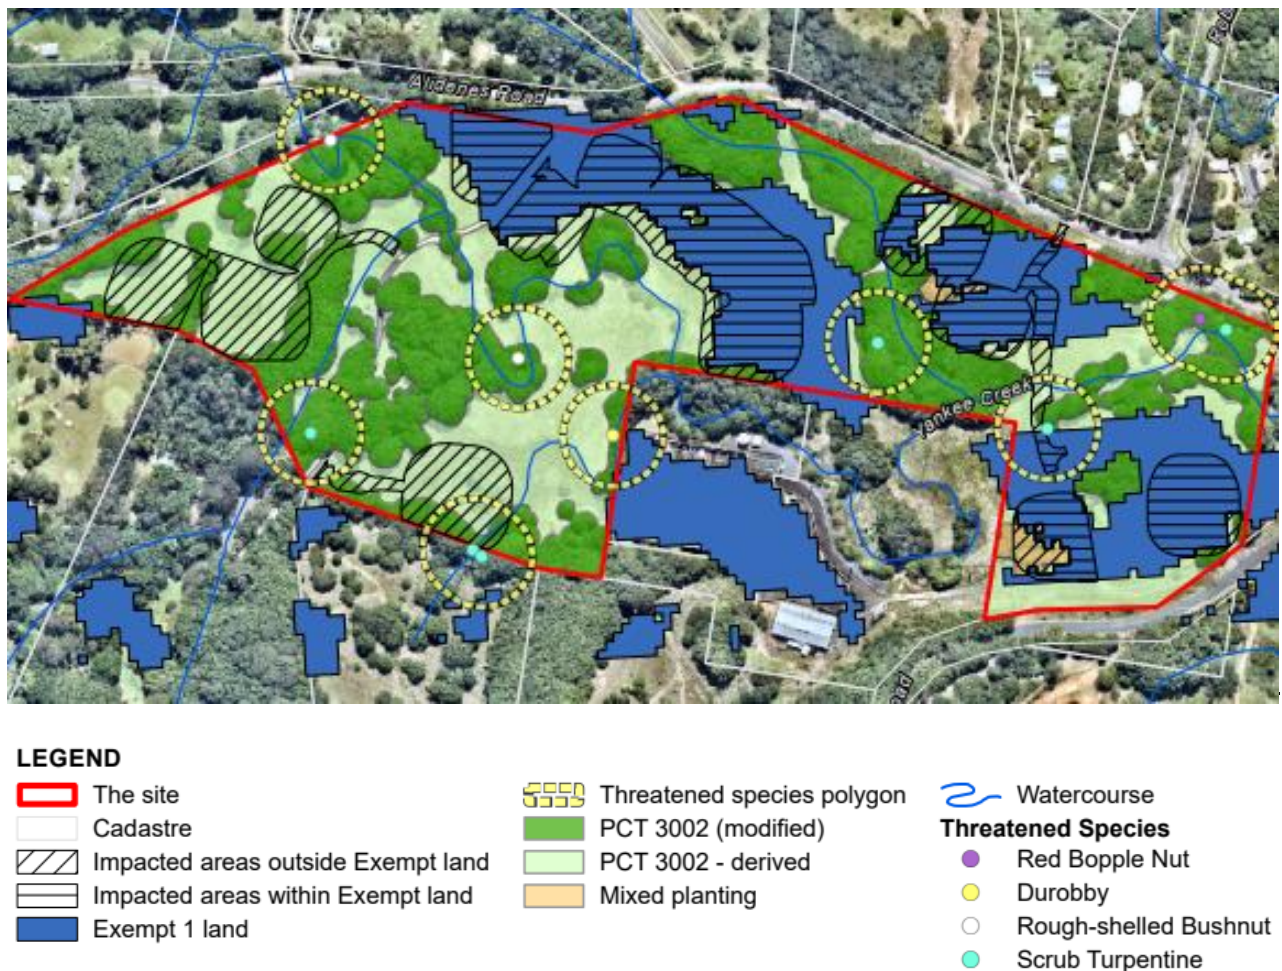 Alidenes Road
Yankee Creek
LEGEND
The site
Cadastre
Impacted areas outside Exempt land
Impacted areas within Exempt land
Exempt 1 land
Threatened species polygon
PCT 3002 (modified)
PCT 3002 - derived
Mixed planting
Watercourse
Threatened Species
Red Bopple Nut
Durobby
Rough-shelled Bushnut
Scrub Turpentine